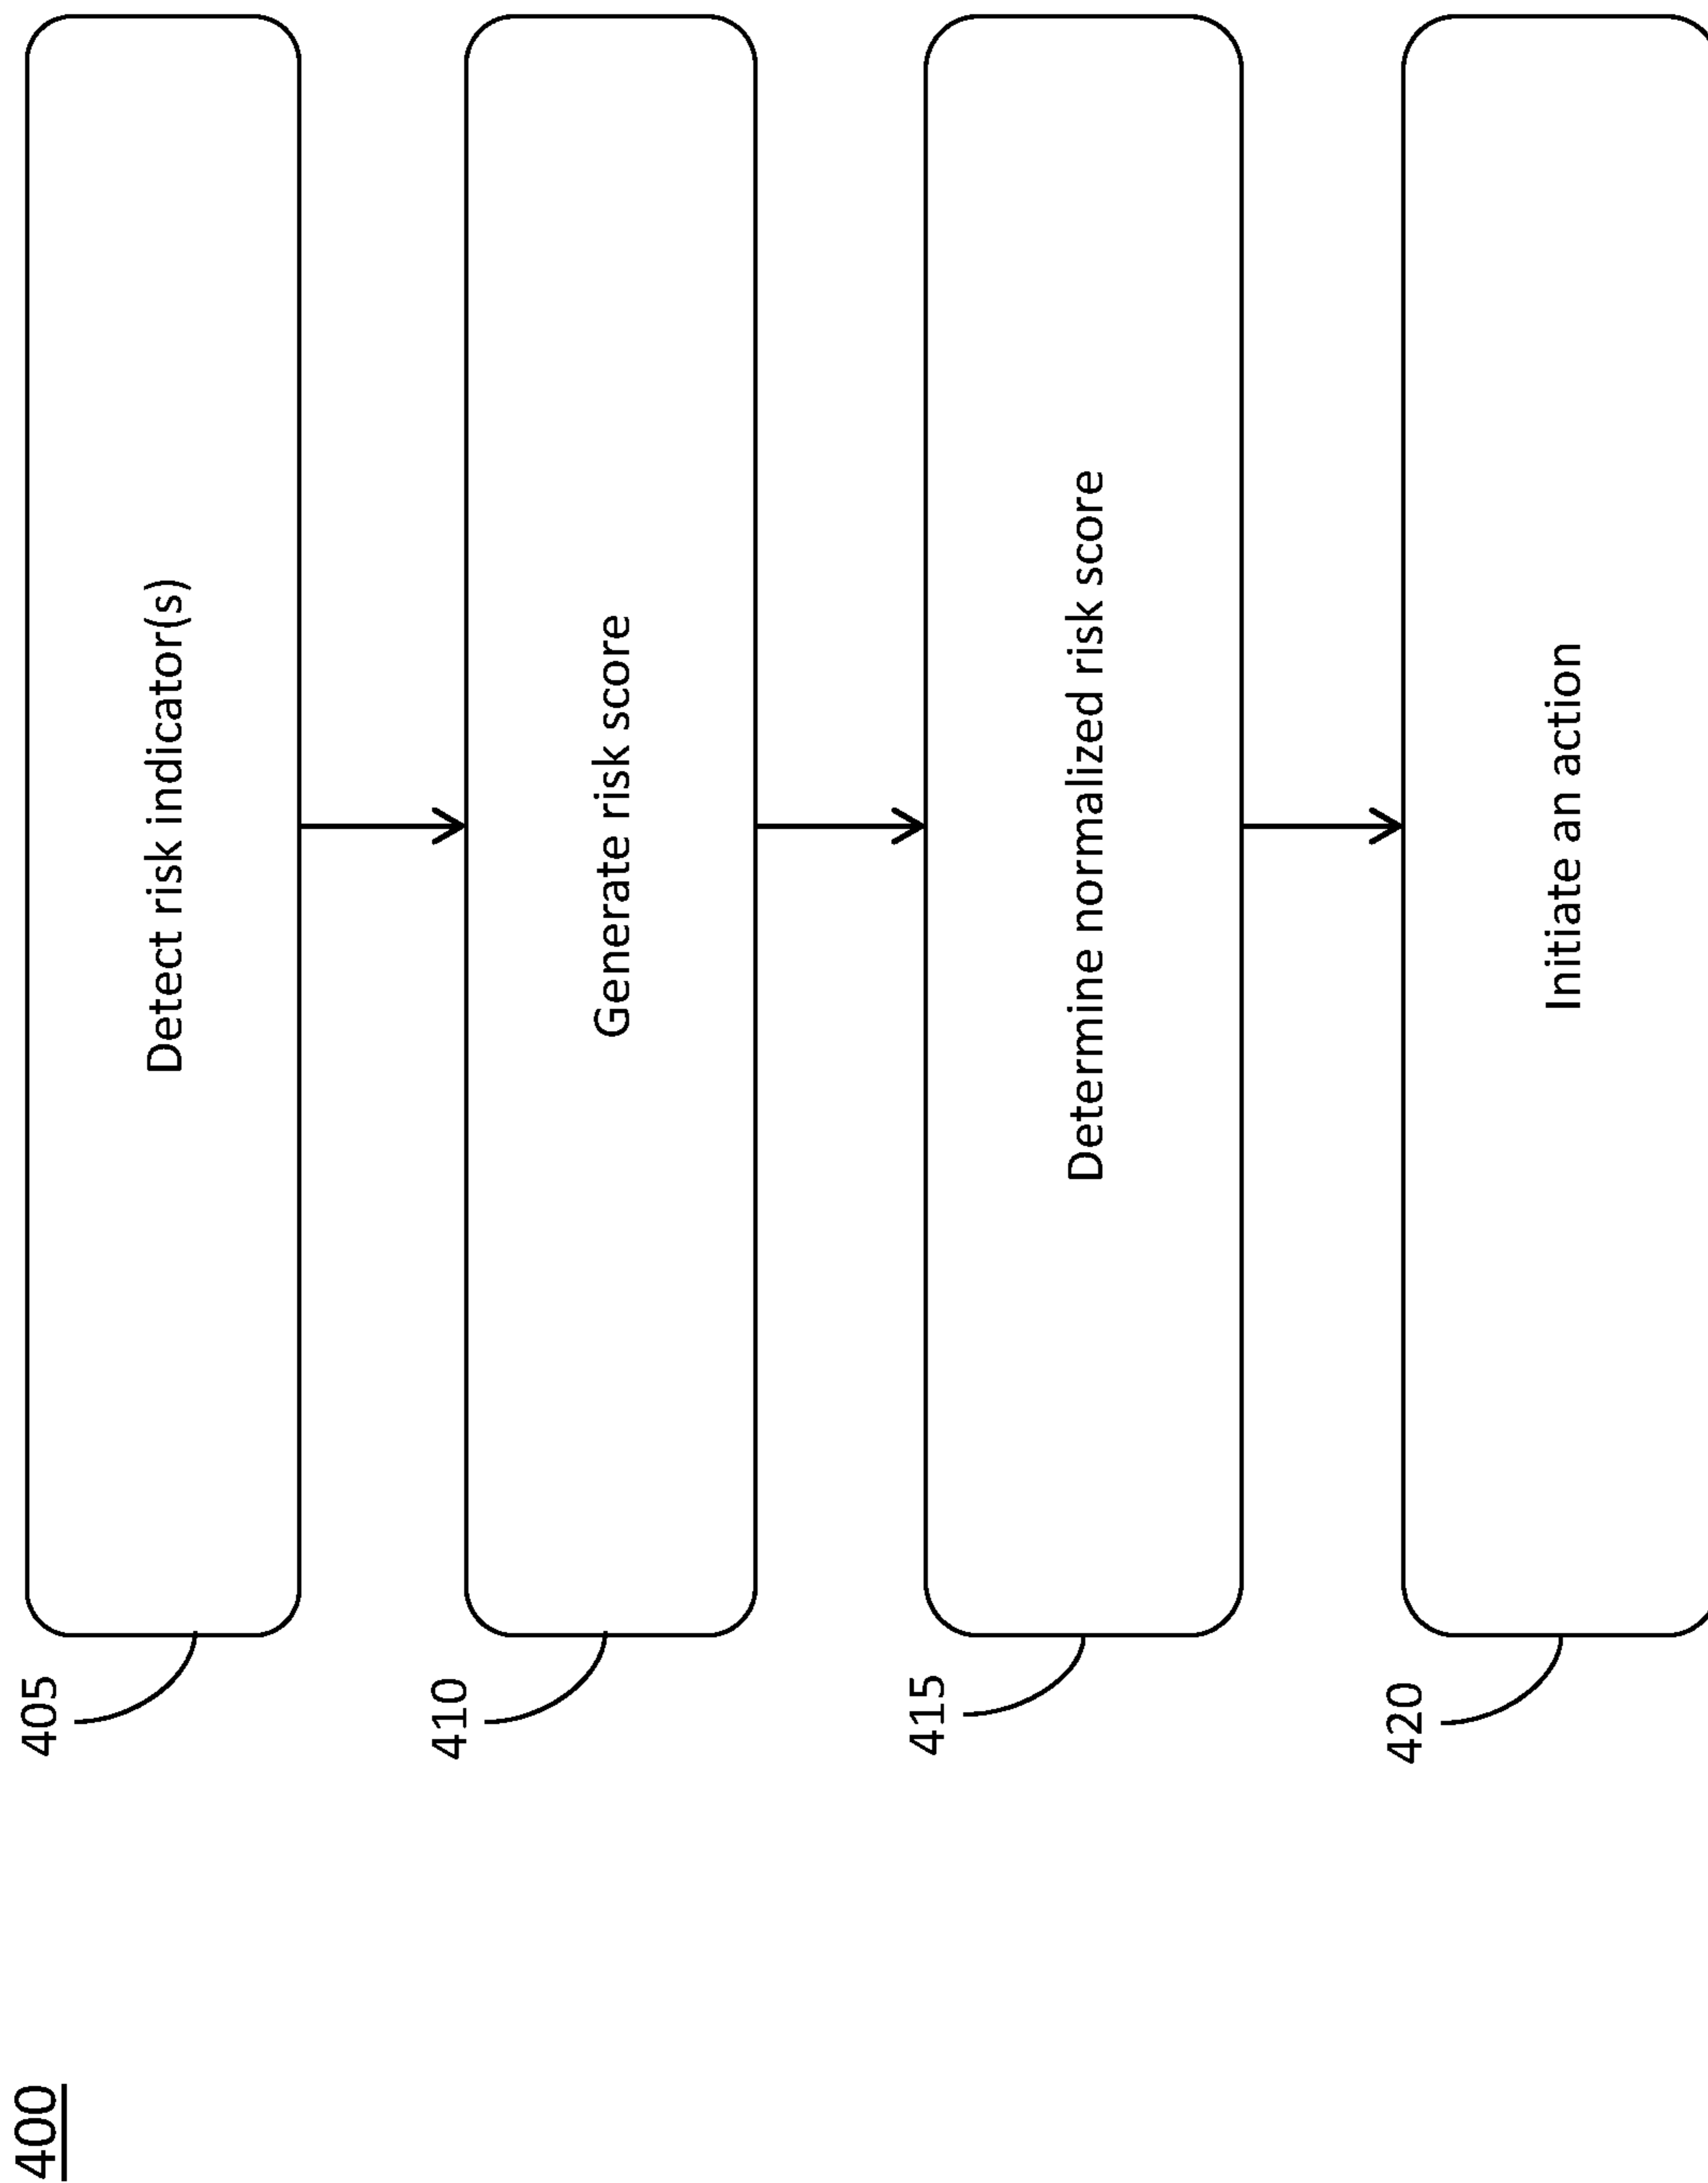 400
405
Detect risk indicator(s)
410
Generate risk score
415
Determine normalized risk score
420
Initiate an action